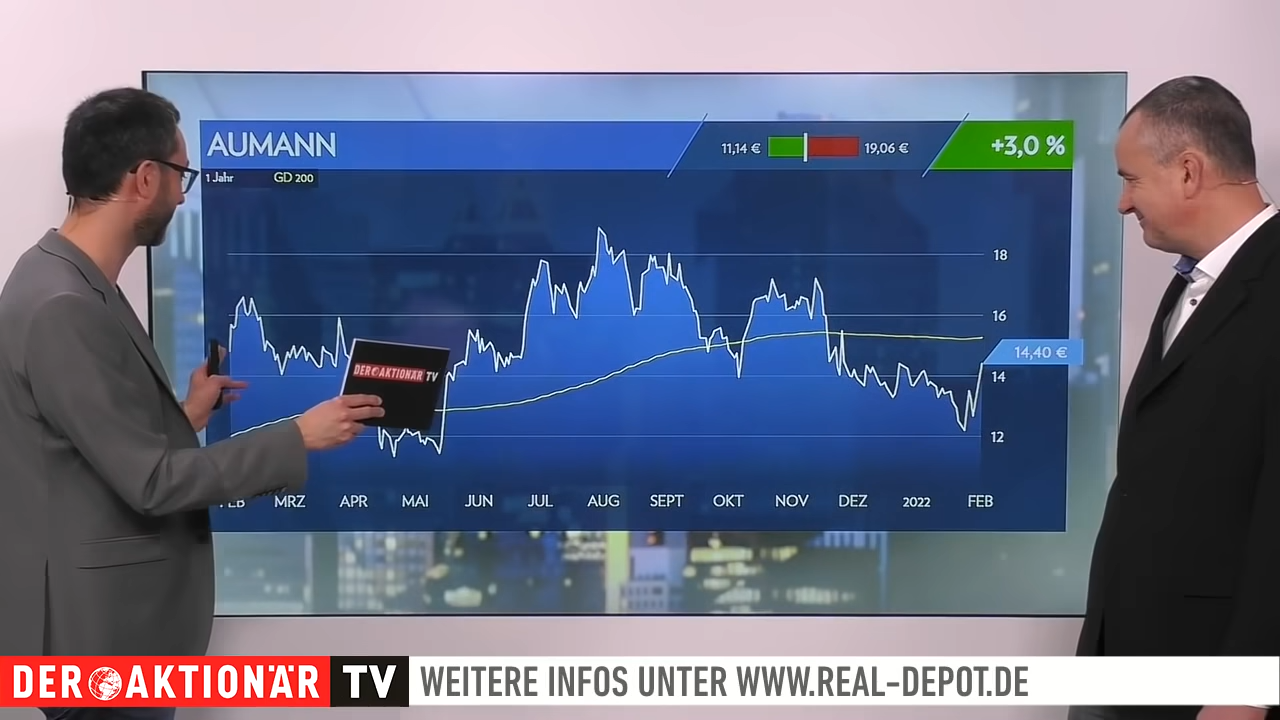 AUMANN
11,14 €
19,06 €
+3,0 %
1 Jahr
GD 200
18
16
14,40 €
14
12
DER AKTIONÄR TV
MRZ
APR
MAI
JUN
JUL
AUG
SEPT
OKT
NOV
DEZ
2022
FEB
DER AKTIONÄR TV
WEITERE INFOS UNTER WWW.REAL-DEPOT.DE